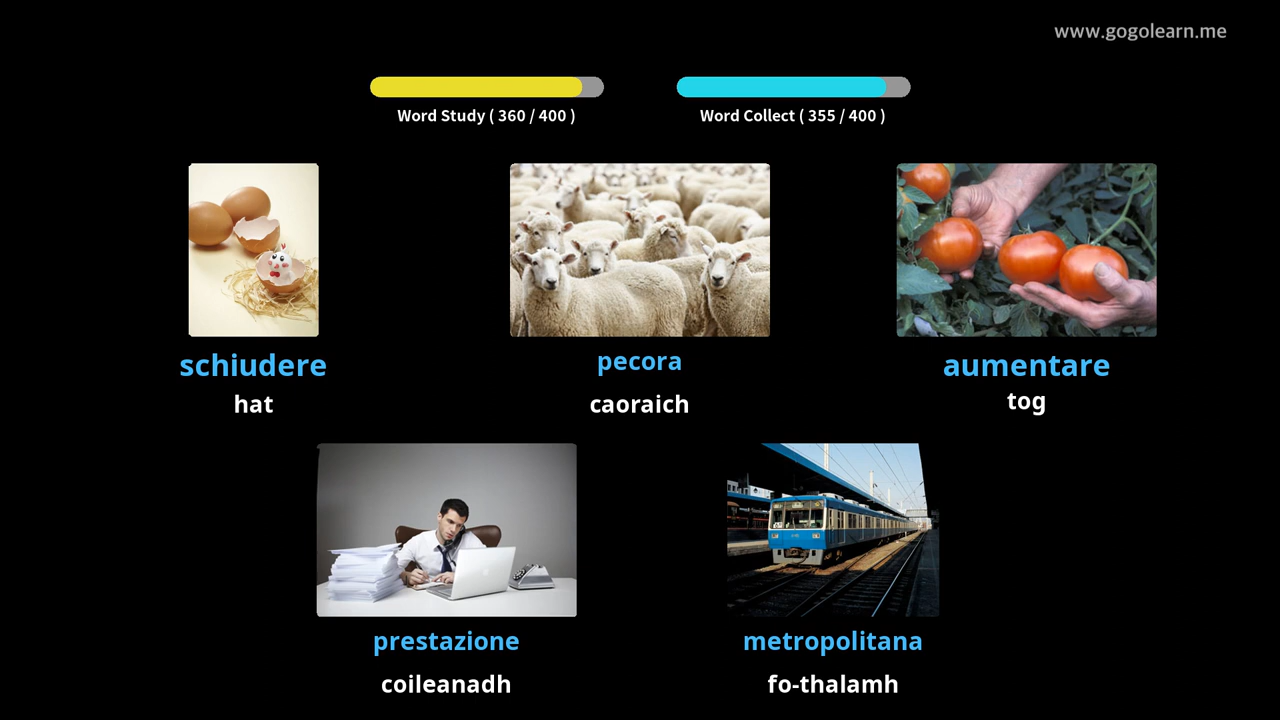 www.gogolearn.me
Word Study ( 360 / 400 )
Word Collect ( 355 / 400 )
schiudere
hat
pecora
caoraich
aumentare
tog
prestazione
coileanadh
metropolitana
fo-thalamh